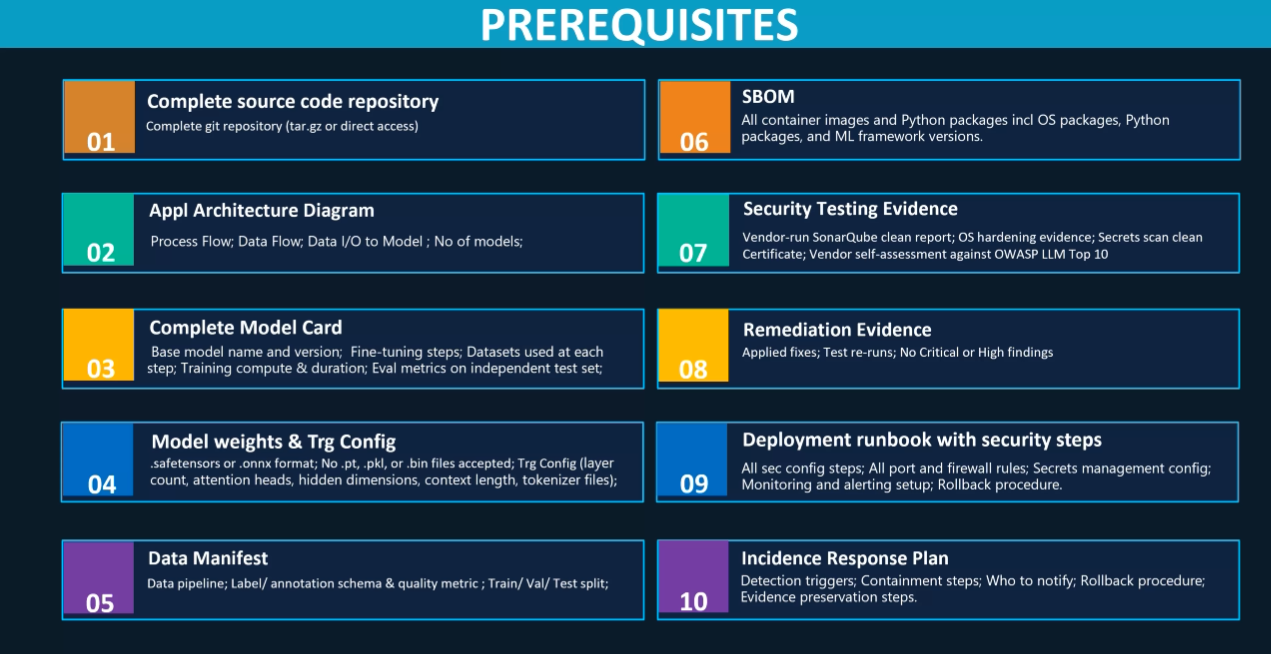 PREREQUISITES
01
Complete source code repository
Complete git repository (tar.gz or direct access)
02
Appl Architecture Diagram
Process Flow; Data Flow; Data I/O to Model ; No of models;
03
Complete Model Card
Base model name and version; Fine-tuning steps; Datasets used at each
step; Training compute & duration; Eval metrics on independent test set;
04
Model weights & Trg Config
.safetensors or .onnx format; No .pt, .pkl, or .bin files accepted; Trg Config (layer
count, attention heads, hidden dimensions, context length, tokenizer files);
05
Data Manifest
Data pipeline; Label/ annotation schema & quality metric ; Train/ Val/ Test split;
06
SBOM
All container images and Python packages incl OS packages, Python
packages, and ML framework versions.
07
Security Testing Evidence
Vendor-run SonarQube clean report; OS hardening evidence; Secrets scan clean
Certificate; Vendor self-assessment against OWASP LLM Top 10
08
Remediation Evidence
Applied fixes; Test re-runs; No Critical or High findings
09
Deployment runbook with security steps
All sec config steps; All port and firewall rules; Secrets management config;
Monitoring and alerting setup; Rollback procedure.
10
Incidence Response Plan
Detection triggers; Containment steps; Who to notify; Rollback procedure;
Evidence preservation steps.